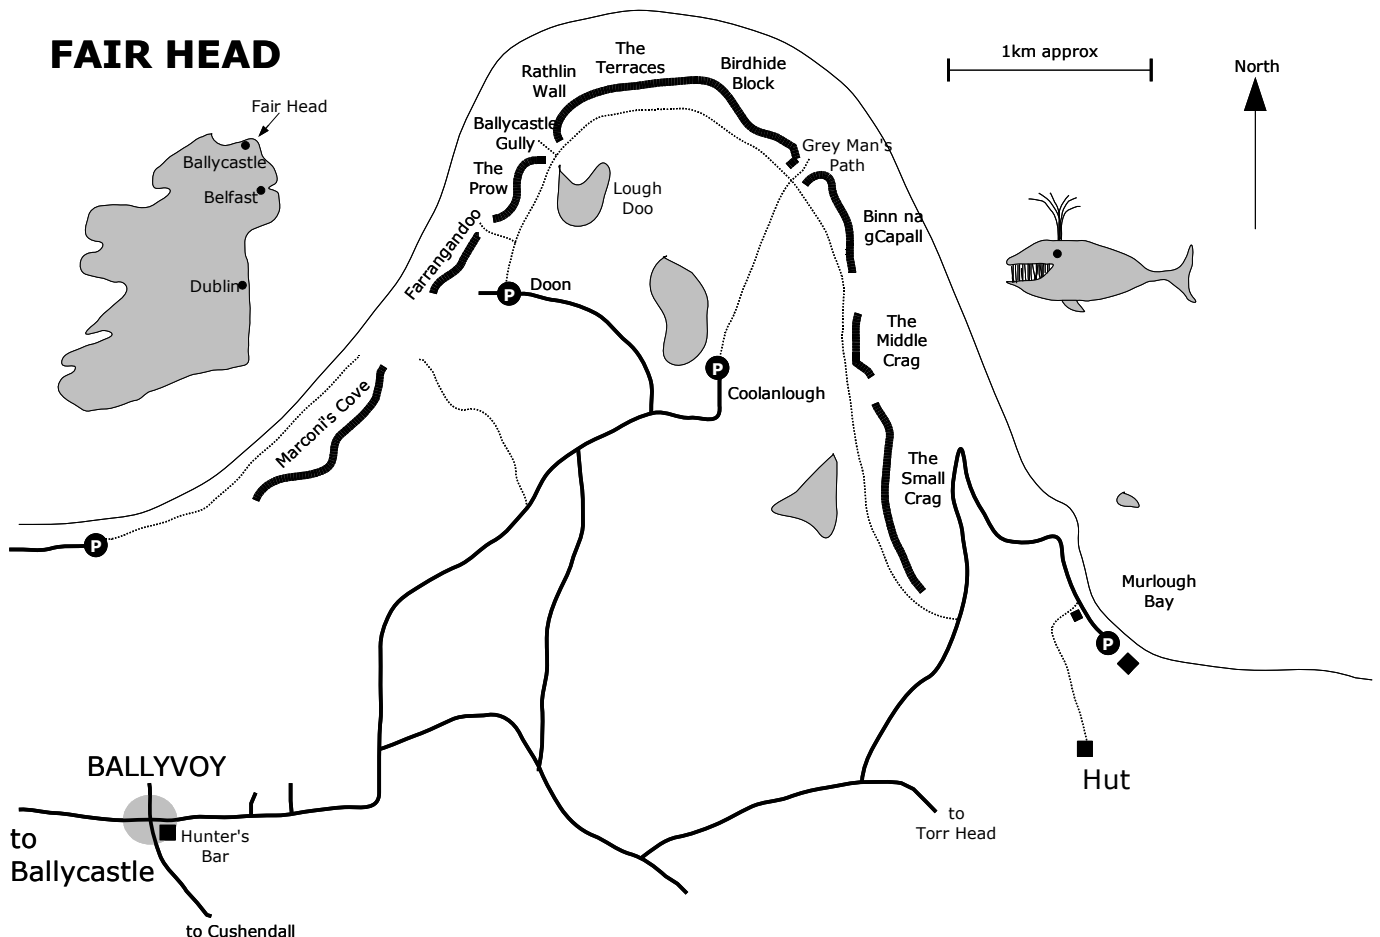 FAIR HEAD
Fair Head
Ballycastle
Belfast
Dublin
The
Terraces
Birdhide
Block
Rathlin
Wall
Ballycastle
Gully
The
Prow
Farrangandoo
Marconi's Cove
Lough
Doo
Grey Man's
Path
Binn na
gCapall
P
Doon
The
Middle
Crag
P
Coolanlough
The
Small
Crag
1km approx
North
P
Murlough
Bay
P
Hut
BALLYVOY
to
Ballycastle
Hunter's
Bar
to Cushendall
to
Torr Head